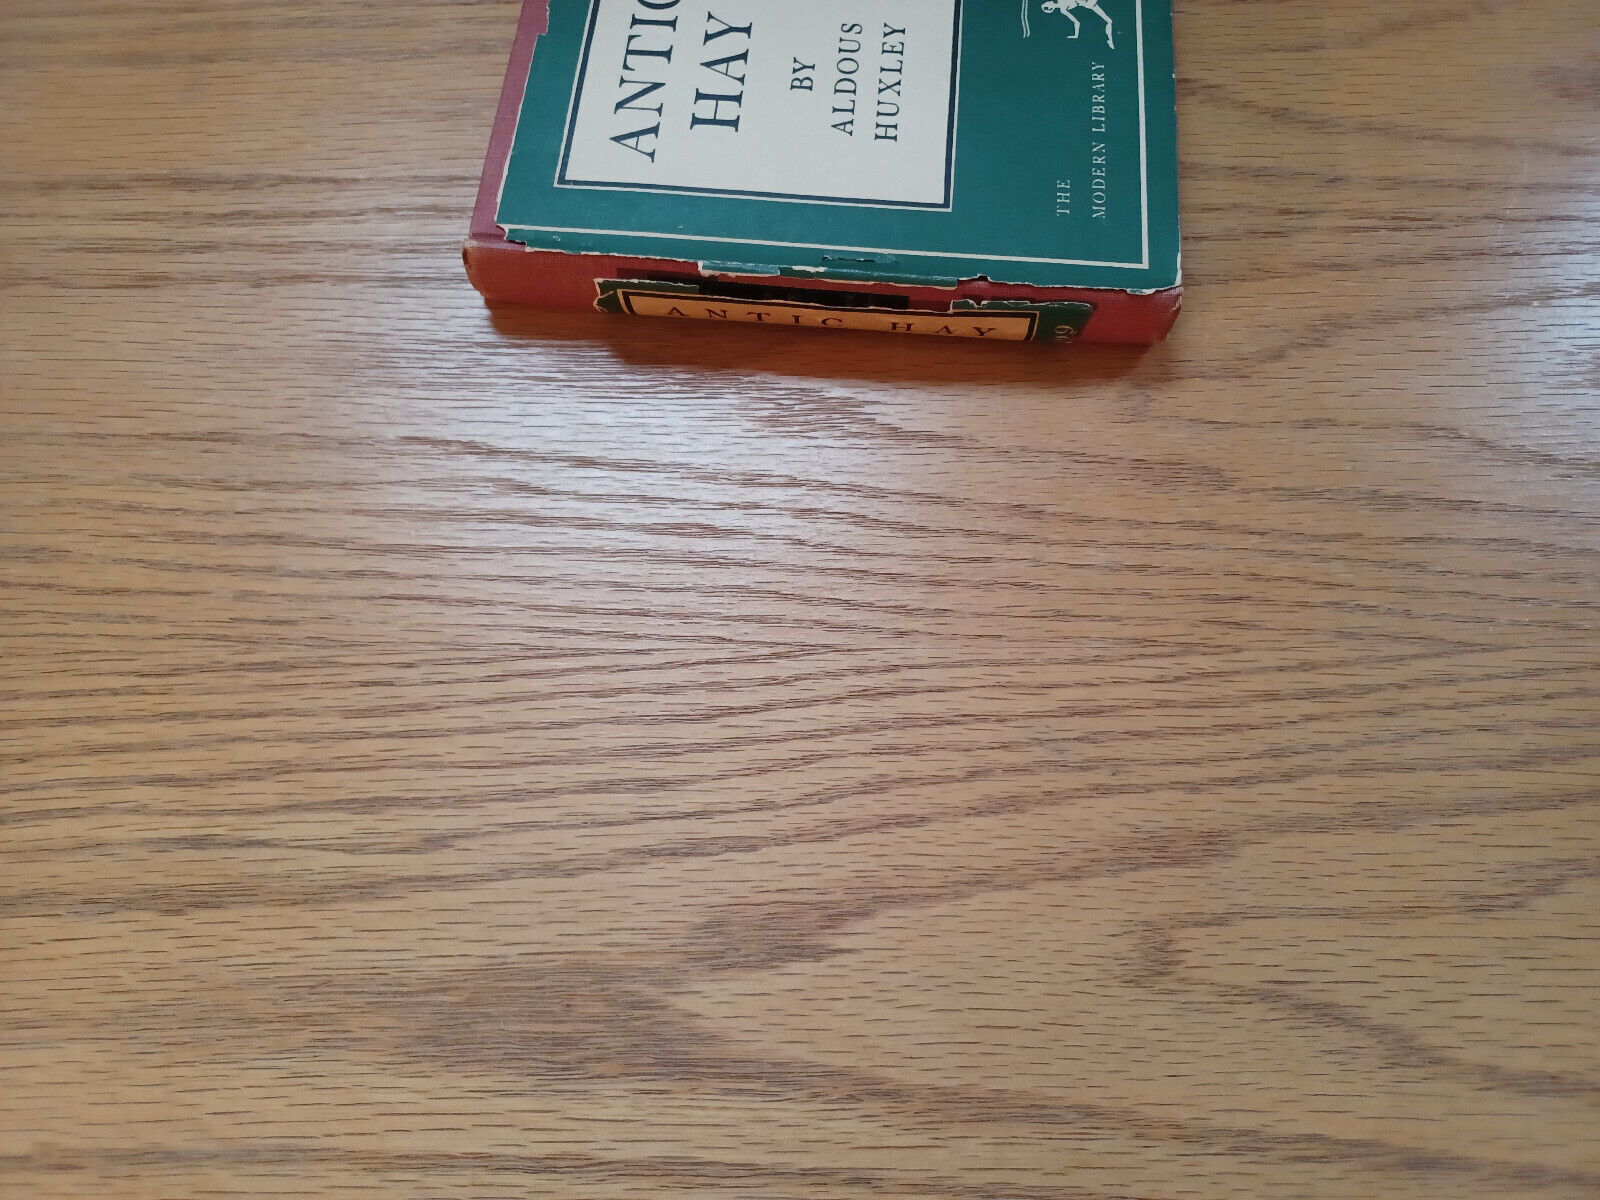 ANTIC
HAY
BY
ALDOUS
HUXLEY
THE
MODERN LIBRARY
ANTIC HAY